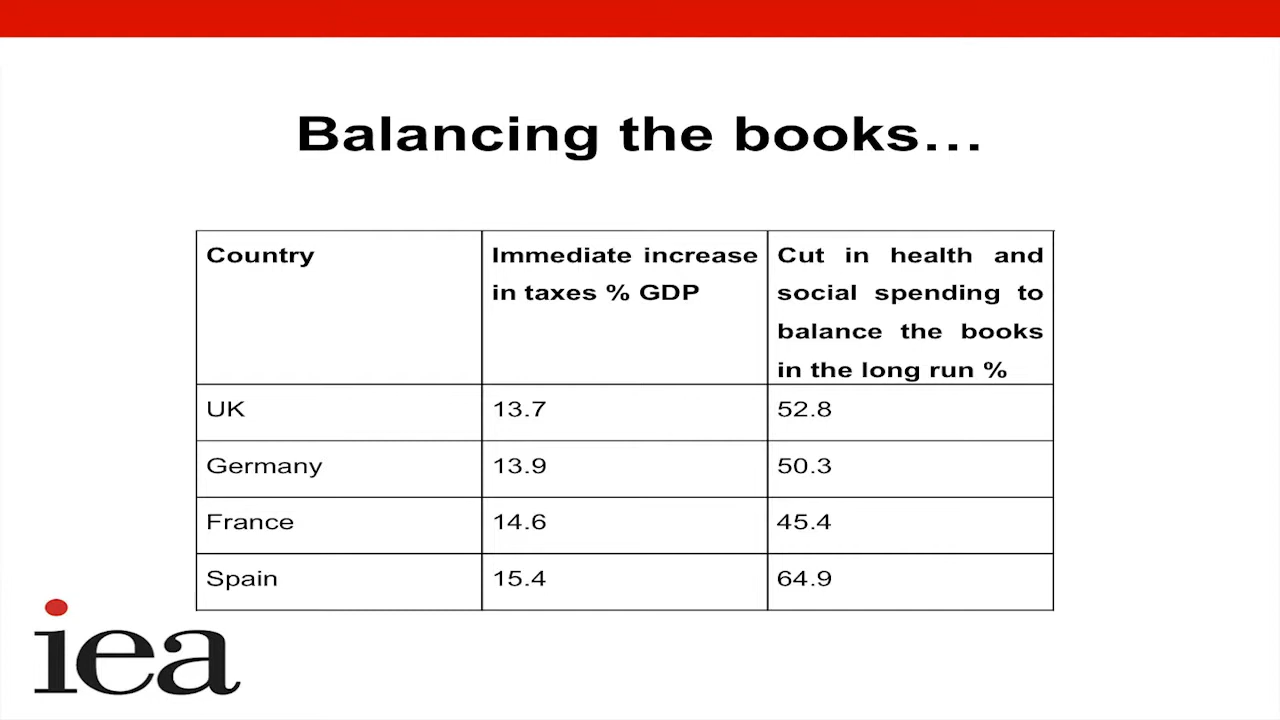 Balancing the books…
Country
Immediate increase
in taxes % GDP
Cut in health and
social spending to
balance the books
in the long run %
UK 13.7 52.8
Germany 13.9 50.3
France 14.6 45.4
Spain 15.4 64.9
iea